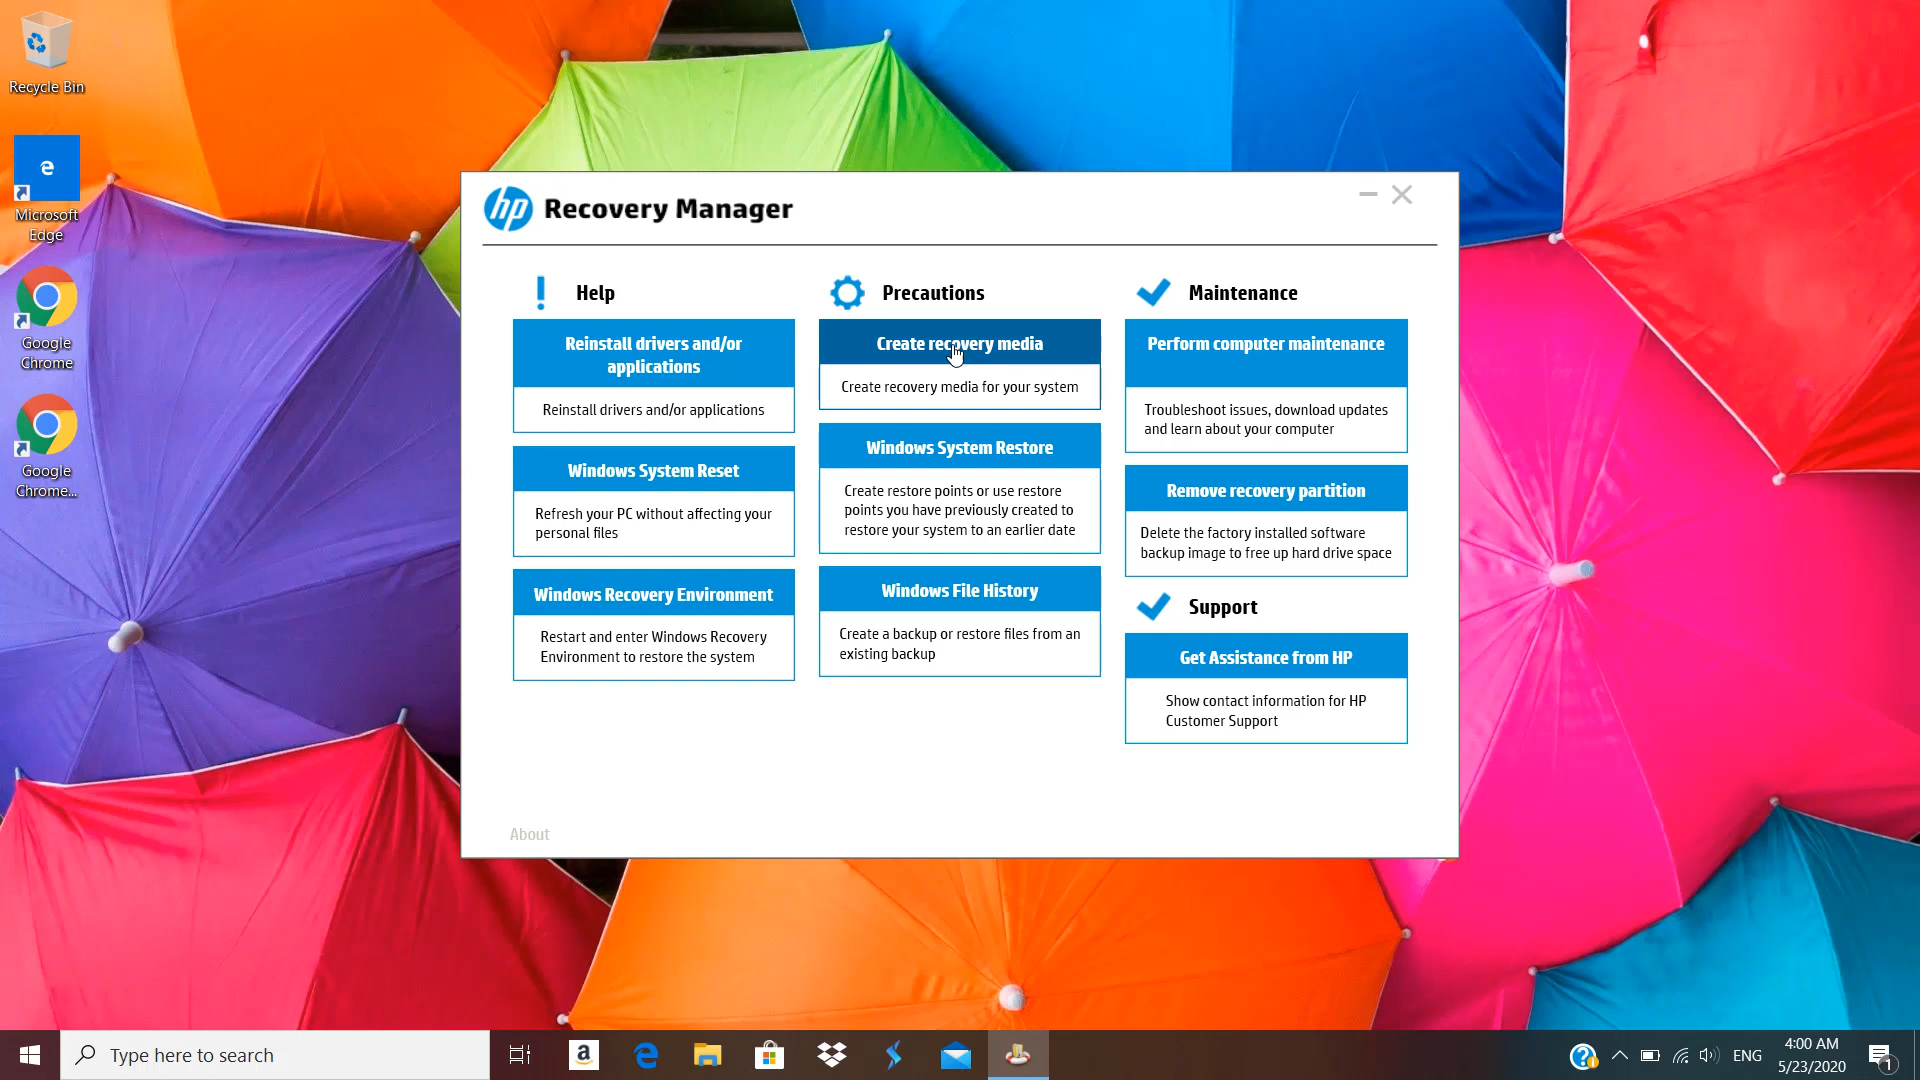 Recycle Bin
Microsoft
Edge
Google
Chrome
Google
Chrome...
hp Recovery Manager
Help
Reinstall drivers and/or
applications
Reinstall drivers and/or applications
Windows System Reset
Refresh your PC without affecting your
personal files
Windows Recovery Environment
Restart and enter Windows Recovery
Environment to restore the system
Precautions
Create recovery media
Create recovery media for your system
Windows System Restore
Create restore points or use restore
points you have previously created to
restore your system to an earlier date
Windows File History
Create a backup or restore files from an
existing backup
Maintenance
Perform computer maintenance
Troubleshoot issues, download updates
and learn about your computer
Remove recovery partition
Delete the factory installed software
backup image to free up hard drive space
Support
Get Assistance from HP
Show contact information for HP
Customer Support
About
Type here to search
ENG
4:00 AM
5/23/2020
1